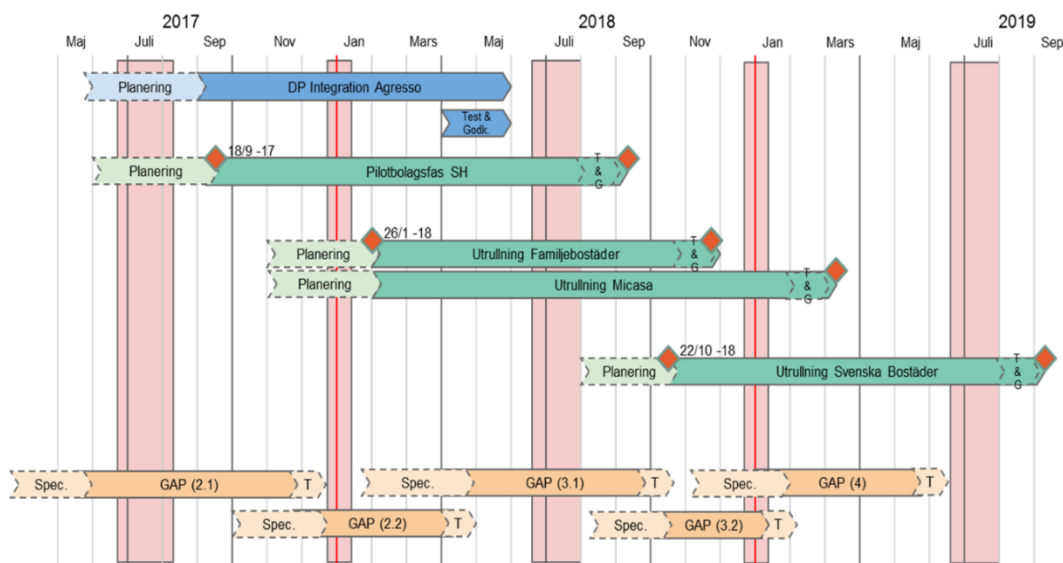 2017 2018 2019
Maj Juli Sep Nov Jan Mars Maj Juli Sep Nov Jan Mars Maj Juli Sep
Planering DP Integration Agresso
Test &
Godk.
18/9 -17
Planering Pilotbolagsfas SH T & G
26/1 -18
Planering Utrullning Familjebostäder T & G
Planering Utrullning Micasa T & G
22/10 -18
Planering Utrullning Svenska Bostäder T & G
Spec. GAP (2.1) T Spec. GAP (3.1) T Spec. GAP (4) T
Spec. GAP (2.2) T Spec. GAP (3.2) T